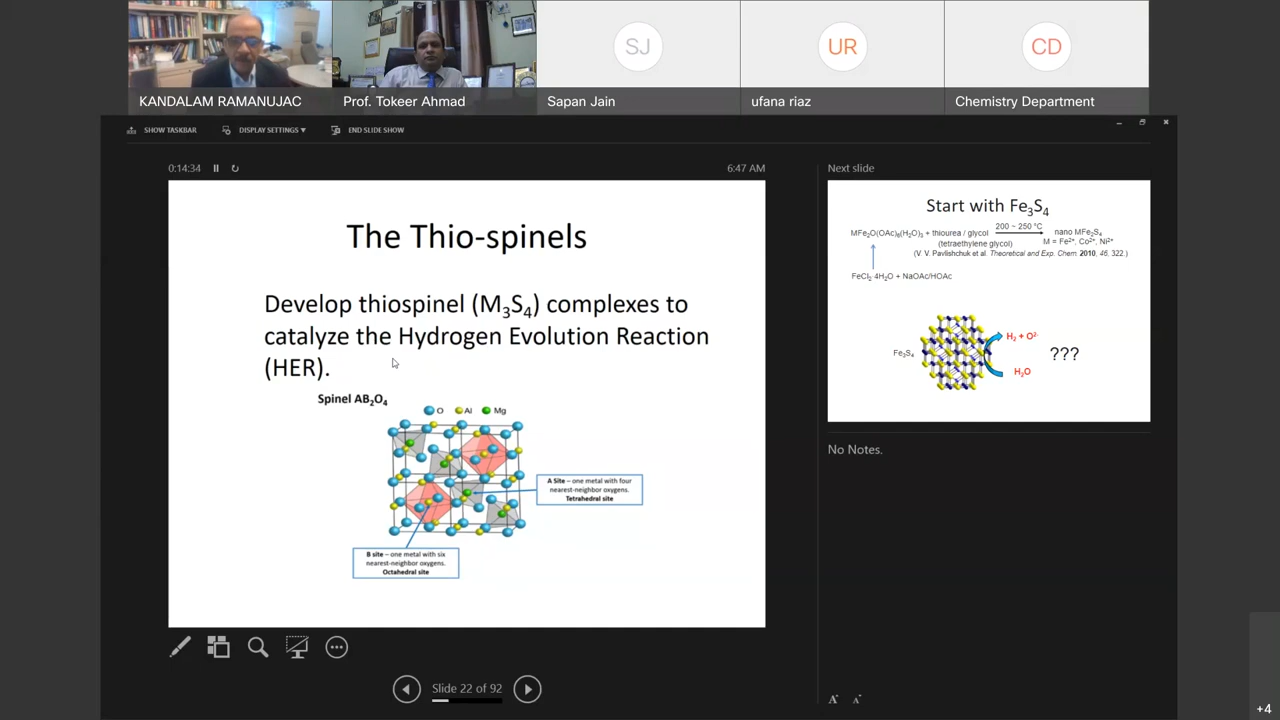 SJ
UR
CD
KANDALAM RAMANUJAC
Prof. Tokeer Ahmad
Sapan Jain
ufana riaz
Chemistry Department
SHOW TASKBAR
DISPLAY SETTINGS ▾
END SLIDE SHOW
0:14:34
6:47 AM
The Thio-spinels
Develop thiospinel (M₃S₄) complexes to
catalyze the Hydrogen Evolution Reaction
(HER).
Spinel AB₂O₄
O Al Mg
A Site – one metal with four
nearest-neighbor oxygens.
Tetrahedral site
B site – one metal with six
nearest-neighbor oxygens.
Octahedral site
Slide 22 of 92
Next slide
Start with Fe₃S₄
MFe₂O(OAc)₆(H₂O)₃ + thiourea / glycol
200 ~ 250 °C
nano MFe₂S₄
(tetraethylene glycol)
M = Fe²⁺, Co²⁺, Ni²⁺
(V. V. Pavlishchuk et al. Theoretical and Exp. Chem. 2010, 46, 322.)
FeCl₂·4H₂O + NaOAc/HOAc
Fe₃S₄
H₂ + O²⁻
H₂O
???
No Notes.
A A
+4